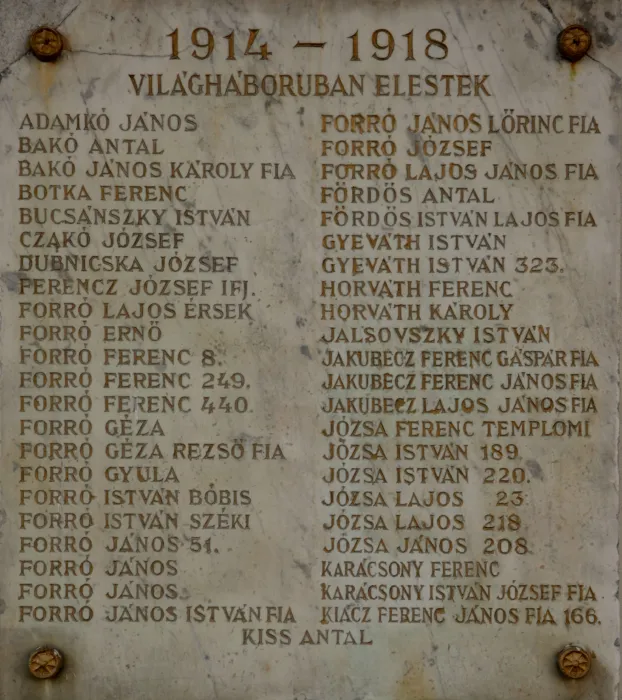 1914 – 1918
VILÁGHÁBORUBAN ELESTEK
ADAMKÓ JÁNOS
BAKÓ ANTAL
BAKÓ JÁNOS KÁROLY FIA
BOTKA FERENC
BUCSÁNSZKY ISTVÁN
CZAKÓ JÓZSEF
DUBNICSKA JÓZSEF
FERENCZ JÓZSEF IFJ.
FORRÓ LAJOS ÉRSEK
FORRÓ ERNŐ
FORRÓ FERENC 8.
FORRÓ FERENC 249.
FORRÓ FERENC 440.
FORRÓ GÉZA
FORRÓ GÉZA REZSŐ FIA
FORRÓ GYULA
FORRÓ ISTVÁN BÓBIS
FORRÓ ISTVÁN SZÉKI
FORRÓ JÁNOS 51.
FORRÓ JÁNOS
FORRÓ JÁNOS.
FORRÓ JÁNOS ISTVÁN FIA
FORRÓ JÁNOS LŐRINC FIA
FORRÓ JÓZSEF
FORRÓ LAJOS JÁNOS FIA
FÖRDÖS ANTAL
FÖRDÖS ISTVÁN LAJOS FIA
GYEVÁTH ISTVÁN
GYEVÁTH ISTVÁN 323.
HORVÁTH FERENC
HORVÁTH KÁROLY
JALSOVSZKY ISTVÁN
JAKUBECZ FERENC GÁSPÁR FIA
JAKUBECZ FERENC JÁNOS FIA
JAKUBECZ LAJOS JÁNOS FIA
JÓZSA FERENC TEMPLOMI
JÓZSA ISTVÁN 189.
JÓZSA ISTVÁN 220.
JÓZSA LAJOS 23
JÓZSA LAJOS 218.
JÓZSA JÁNOS 208.
KARÁCSONY FERENC
KARÁCSONY ISTVÁN JÓZSEF FIA
KIÁCZ FERENC JÁNOS FIA 166.
KISS ANTAL